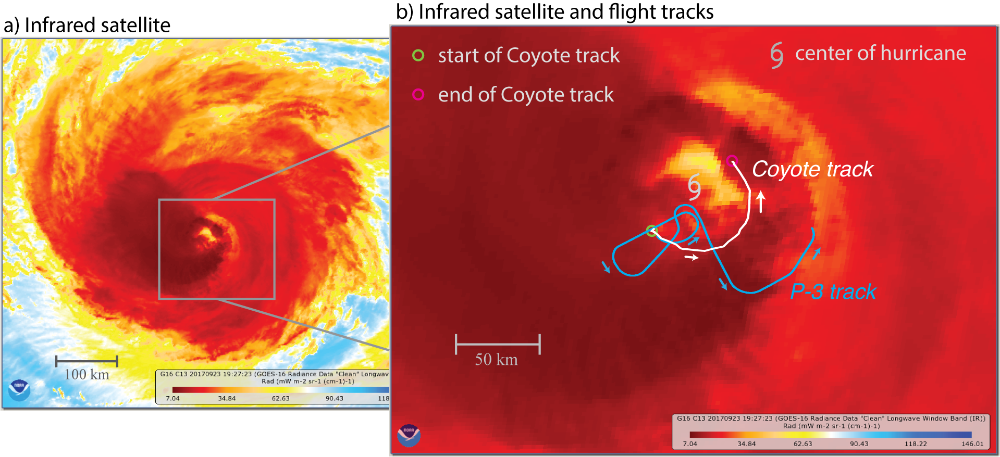 a) Infrared satellite
100 km
NOAA
G16 C13 20170923 19:27:23 (GOES-16 Radiance Data "Clean" Longwav
Rad (mW m-2 sr-1 (cm-1)-1)
7.04 34.84 62.63 90.43 118
b) Infrared satellite and flight tracks
start of Coyote track
center of hurricane
end of Coyote track
Coyote track
P-3 track
50 km
NOAA
G16 C13 20170923 19:27:23 (GOES-16 Radiance Data "Clean" Longwave Window Band (IR))
Rad (mW m-2 sr-1 (cm-1)-1)
7.04 34.84 62.63 90.43 118.22 146.01